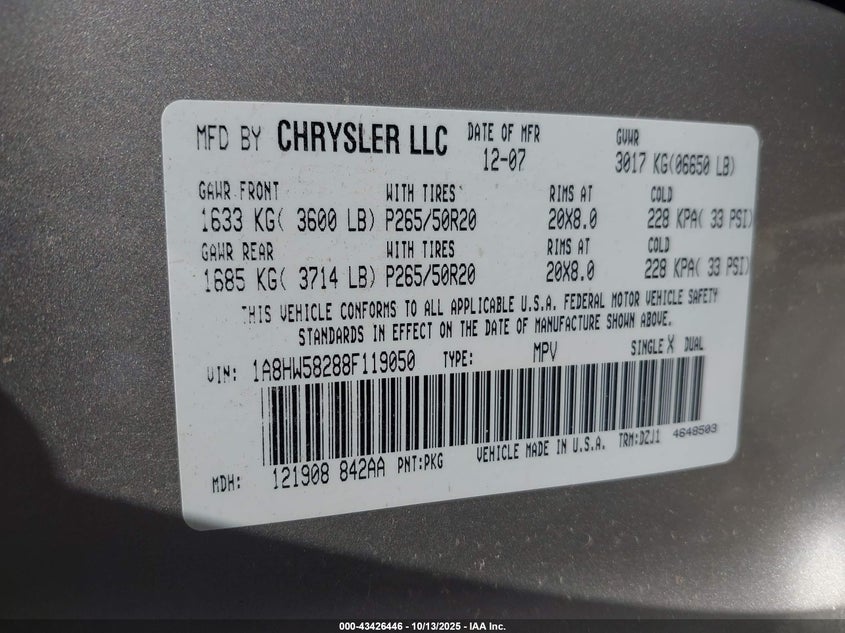 MFD BY CHRYSLER LLC DATE OF MFR GVWR
12-07 3017 KG(06650 LB)
GAWR FRONT WITH TIRES RIMS AT COLD
1633 KG( 3600 LB) P265/50R20 20X8.0 228 KPA( 33 PSI)
GAWR REAR WITH TIRES RIMS AT COLD
1685 KG( 3714 LB) P265/50R20 20X8.0 228 KPA( 33 PSI)
THIS VEHICLE CONFORMS TO ALL APPLICABLE U.S.A. FEDERAL MOTOR VEHICLE SAFETY
STANDARDS IN EFFECT ON THE DATE OF MANUFACTURE SHOWN ABOVE.
VIN: 1A8HW58288F119050 TYPE: MPV SINGLE X DUAL
MDH: 121908 842AA PNT:PKG VEHICLE MADE IN U.S.A. TRM:DZJ1 4648503
000-43426446 - 10/13/2025 - IAA Inc.